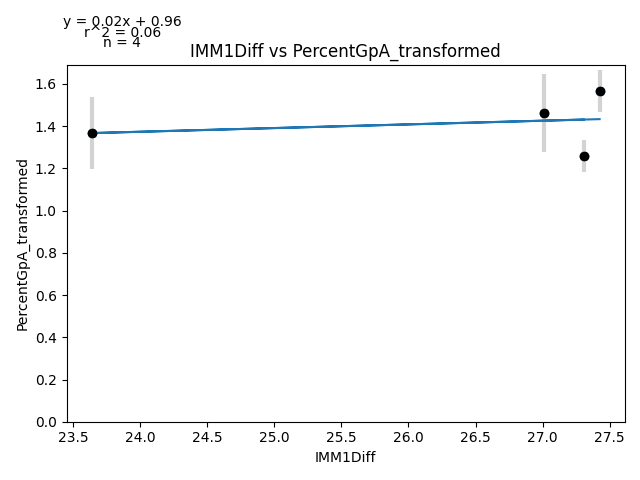 y = 0.02x + 0.96
r^2 = 0.06
n = 4
IMM1Diff vs PercentGpA_transformed
1.6
1.4
1.2
1.0
0.8
0.6
0.4
0.2
0.0
PercentGpA_transformed
23.5 24.0 24.5 25.0 25.5 26.0 26.5 27.0 27.5
IMM1Diff